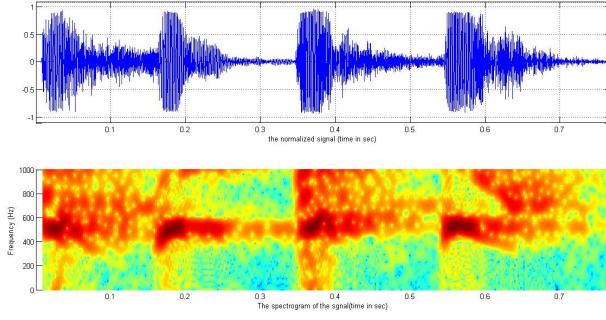 1
0.5
0
-0.5
-1
0.1 0.2 0.3 0.4 0.5 0.6 0.7
the normalized signal (time in sec)
1000
800
600
400
200
0
Frequency (Hz)
0.1 0.2 0.3 0.4 0.5 0.6 0.7
The spectrogram of the sgnal(time in sec)